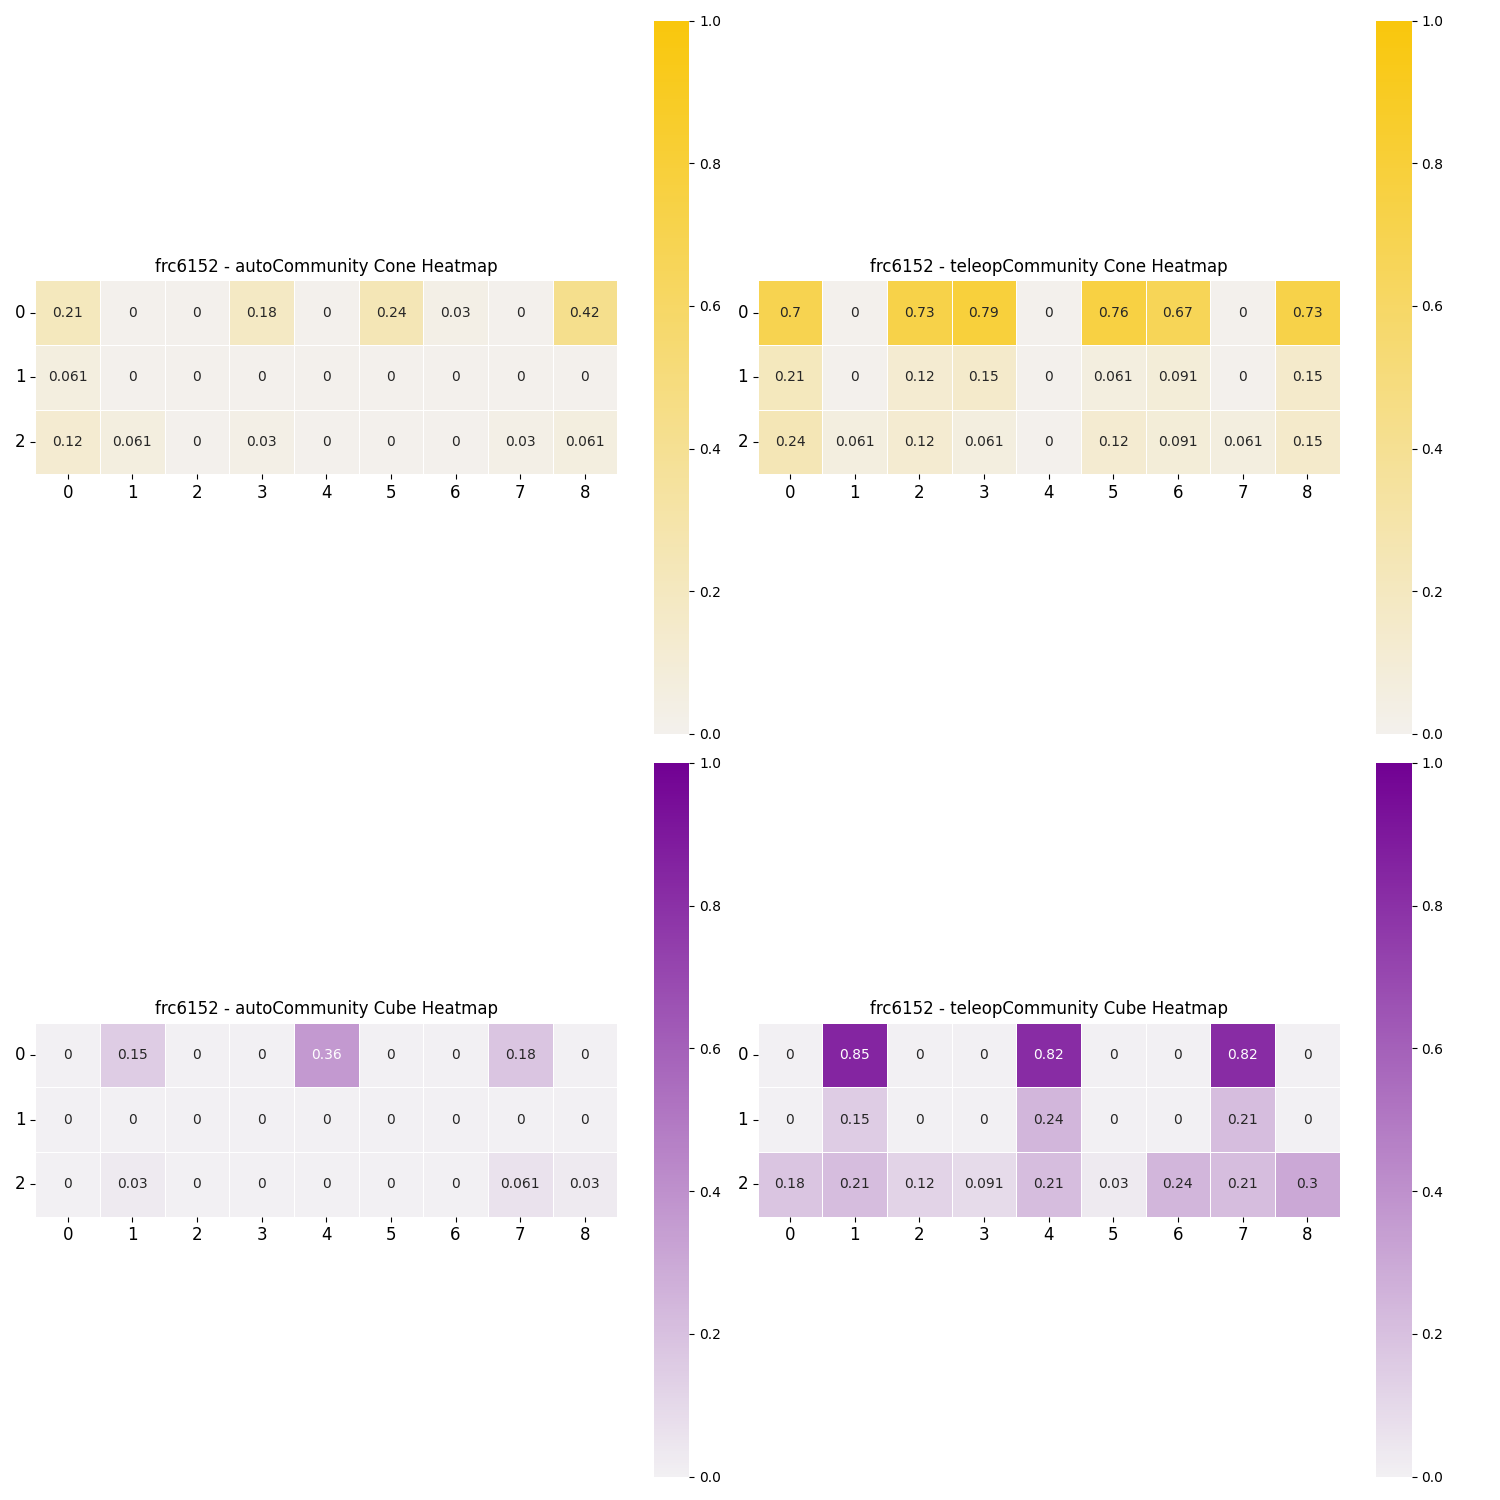 frc6152 - autoCommunity Cone Heatmap
0 0.21 0 0 0.18 0 0.24 0.03 0 0.42
1 0.061 0 0 0 0 0 0 0 0
2 0.12 0.061 0 0.03 0 0 0 0.03 0.061
0 1 2 3 4 5 6 7 8
1.0
0.8
0.6
0.4
0.2
0.0
frc6152 - teleopCommunity Cone Heatmap
0 0.7 0 0.73 0.79 0 0.76 0.67 0 0.73
1 0.21 0 0.12 0.15 0 0.061 0.091 0 0.15
2 0.24 0.061 0.12 0.061 0 0.12 0.091 0.061 0.15
0 1 2 3 4 5 6 7 8
1.0
0.8
0.6
0.4
0.2
0.0
frc6152 - autoCommunity Cube Heatmap
0 0 0.15 0 0 0.36 0 0 0.18 0
1 0 0 0 0 0 0 0 0 0
2 0 0.03 0 0 0 0 0 0.061 0.03
0 1 2 3 4 5 6 7 8
1.0
0.8
0.6
0.4
0.2
0.0
frc6152 - teleopCommunity Cube Heatmap
0 0 0.85 0 0 0.82 0 0 0.82 0
1 0 0.15 0 0 0.24 0 0 0.21 0
2 0.18 0.21 0.12 0.091 0.21 0.03 0.24 0.21 0.3
0 1 2 3 4 5 6 7 8
1.0
0.8
0.6
0.4
0.2
0.0